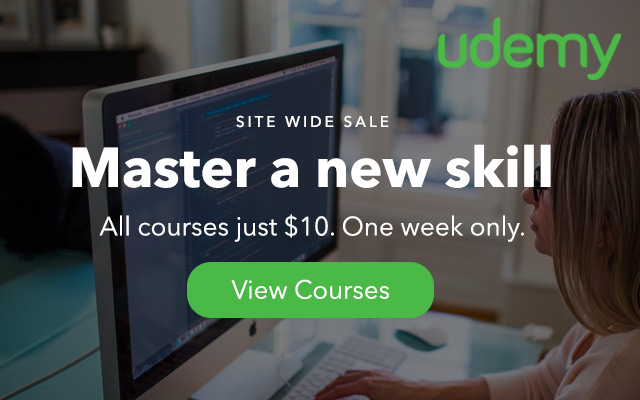 udemy
SITE WIDE SALE
Master a new skill
All courses just $10. One week only.
View Courses